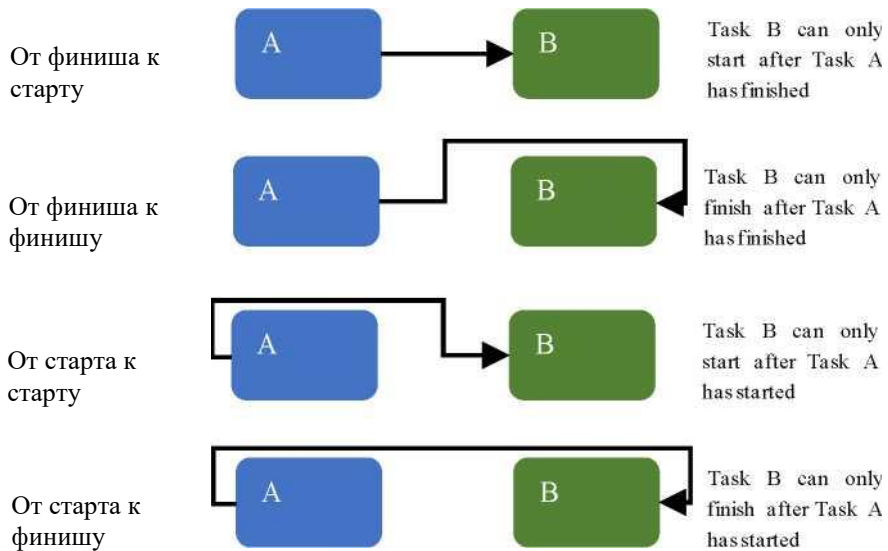 От финиша к
старту
A
B
Task B can only
start after Task A
has finished
От финиша к
финишу
A
B
Task B can only
finish after Task A
has finished
От старта к
старту
A
B
Task B can only
start after Task A
has started
От старта к
финишу
A
B
Task B can only
finish after Task A
has started